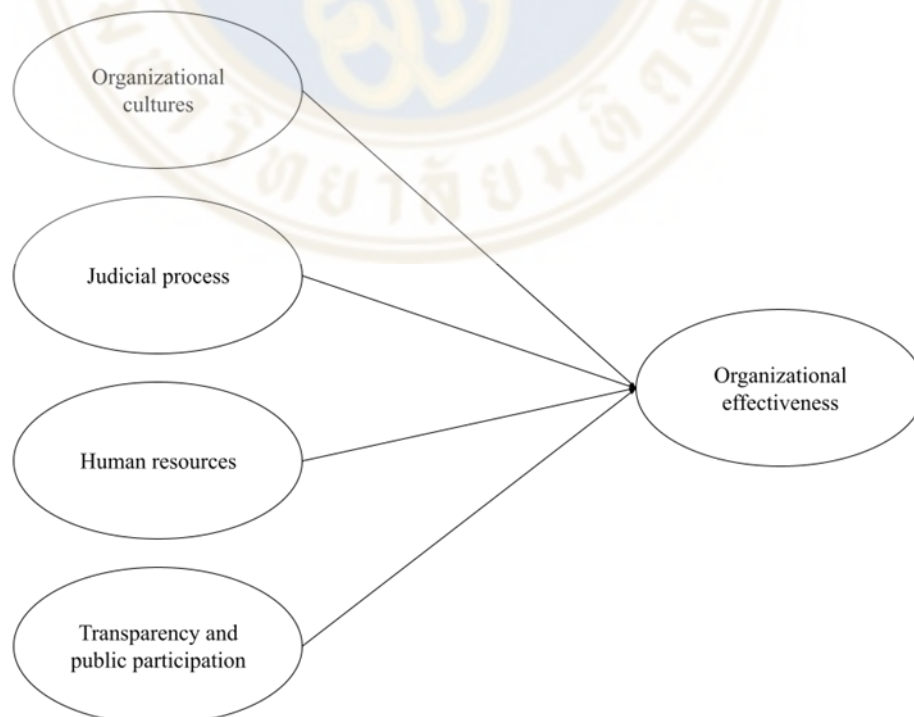 Organizational
cultures
Judicial process
Human resources
Transparency and
public participation
Organizational
effectiveness